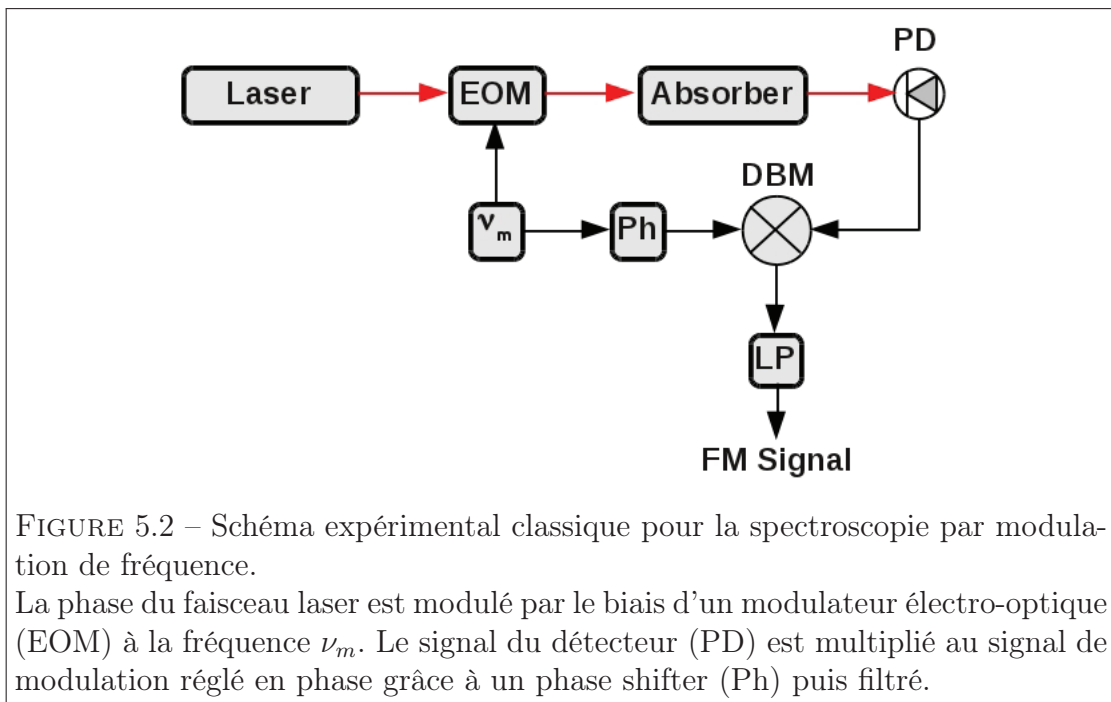 PD
Laser
EOM
Absorber
DBM
νm
Ph
LP
FM Signal
FIGURE 5.2 – Schéma expérimental classique pour la spectroscopie par modula-
tion de fréquence.
La phase du faisceau laser est modulé par le biais d'un modulateur électro-optique
(EOM) à la fréquence νm. Le signal du détecteur (PD) est multiplié au signal de
modulation réglé en phase grâce à un phase shifter (Ph) puis filtré.